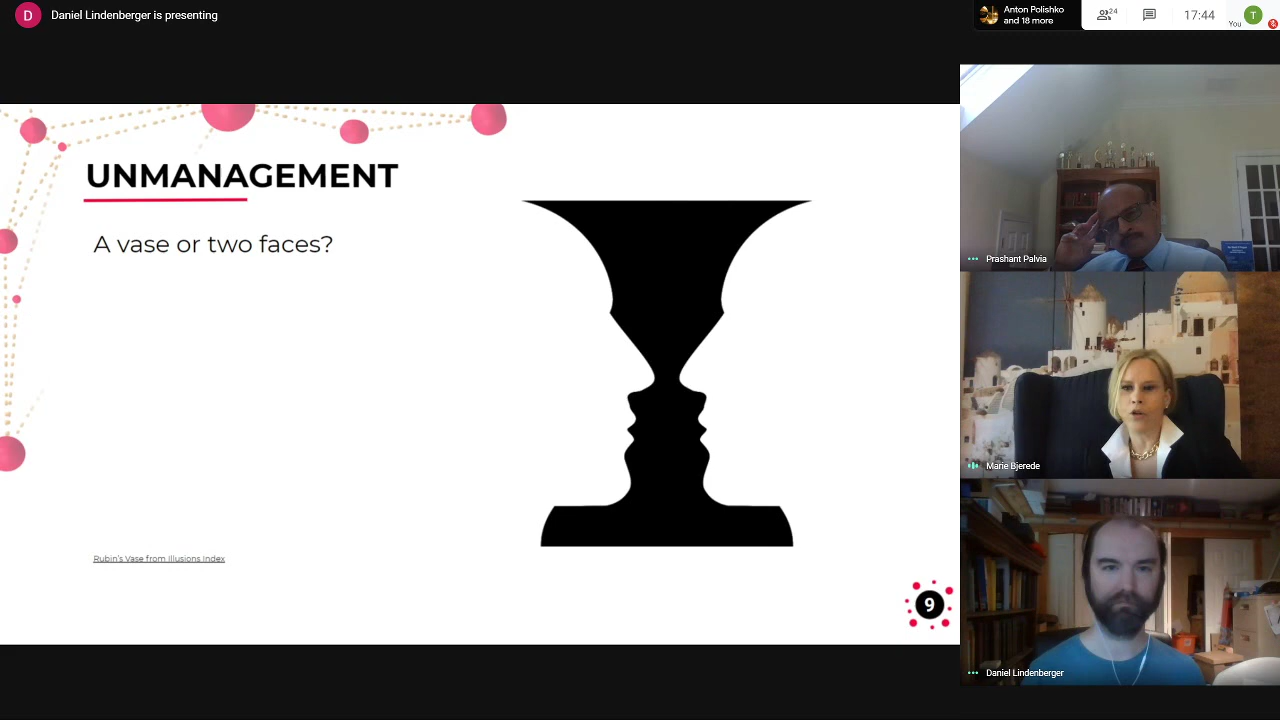 D
Daniel Lindenberger is presenting
Anton Polishko
and 18 more
24
17:44
You
T
UNMANAGEMENT
A vase or two faces?
Rubin's Vase from Illusions Index
9
Prashant Palvia
Marie Bjerede
Daniel Lindenberger